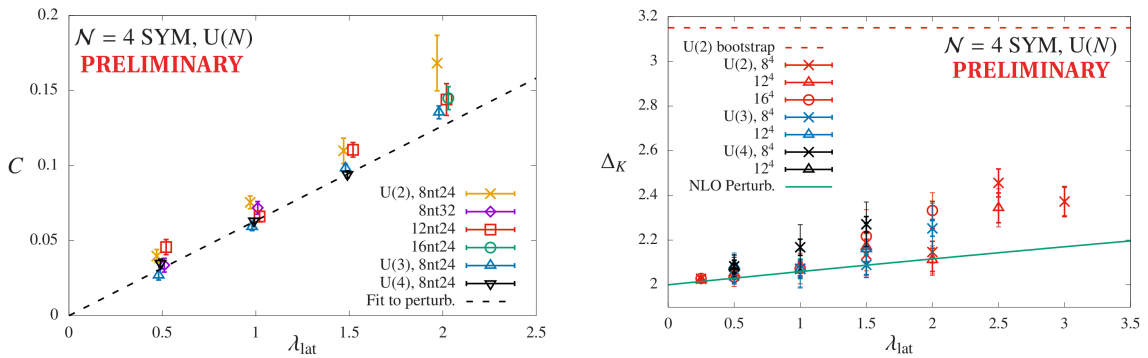 𝒩 = 4 SYM, U(N)
PRELIMINARY
C
0.2
0.15
0.1
0.05
0
U(2), 8nt24
8nt32
12nt24
16nt24
U(3), 8nt24
U(4), 8nt24
Fit to perturb.
0 0.5 1 1.5 2 2.5
λlat
3.2
3
2.8
2.6
2.4
2.2
2
ΔK
U(2) bootstrap
U(2), 8⁴
12⁴
16⁴
U(3), 8⁴
12⁴
U(4), 8⁴
12⁴
NLO Perturb.
𝒩 = 4 SYM, U(N)
PRELIMINARY
0 0.5 1 1.5 2 2.5 3 3.5
λlat